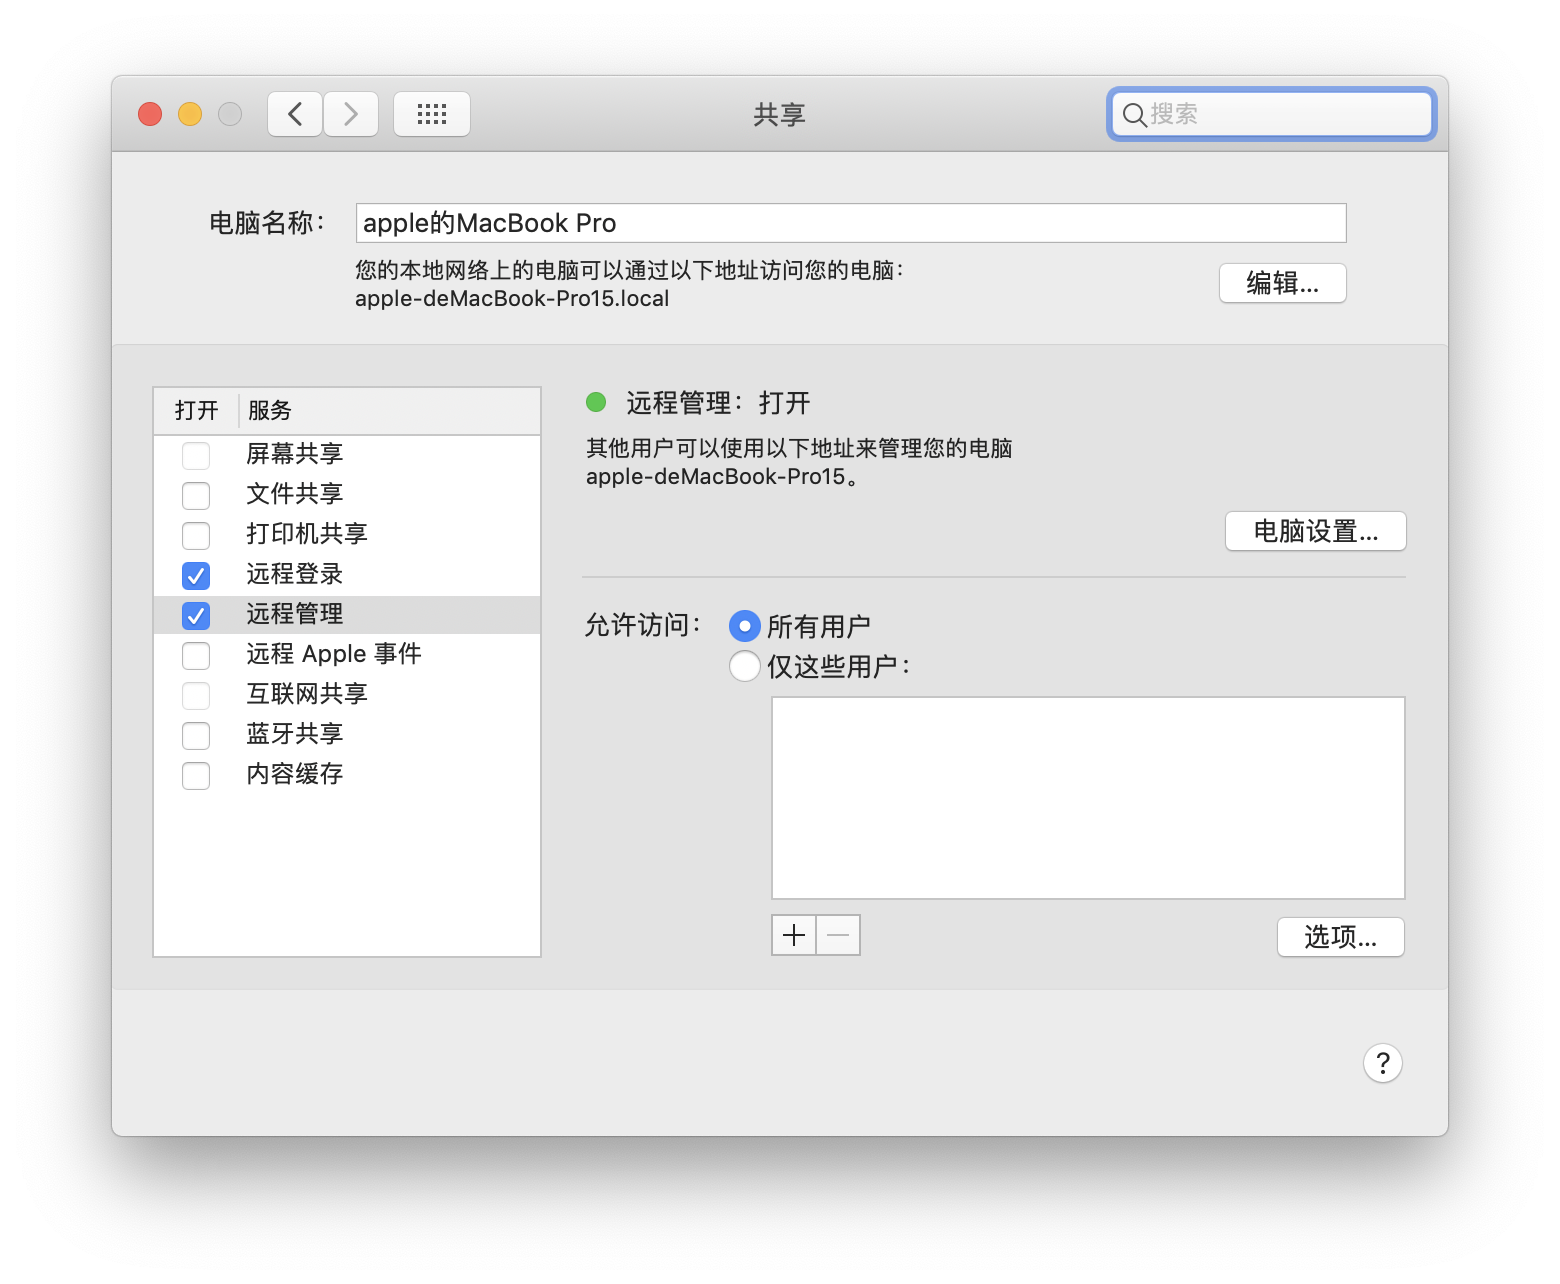 共享
搜索
电脑名称：
apple的MacBook Pro
您的本地网络上的电脑可以通过以下地址访问您的电脑：
apple-deMacBook-Pro15.local
编辑...
打开 服务
屏幕共享
文件共享
打印机共享
远程登录
远程管理
远程 Apple 事件
互联网共享
蓝牙共享
内容缓存
远程管理：打开
其他用户可以使用以下地址来管理您的电脑
apple-deMacBook-Pro15。
电脑设置...
允许访问：
所有用户
仅这些用户：
选项...
?